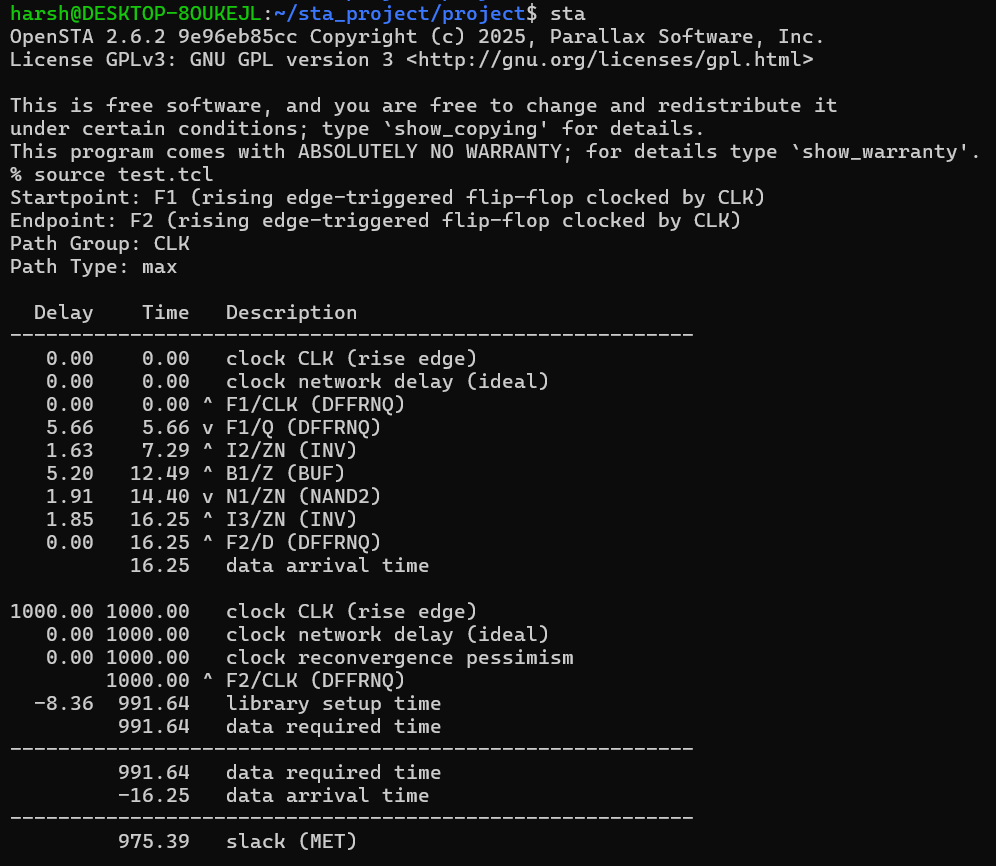 harsh@DESKTOP-8OUKEJL:~/sta_project/project$ sta
OpenSTA 2.6.2 9e96eb85cc Copyright (c) 2025, Parallax Software, Inc.
License GPLv3: GNU GPL version 3 <http://gnu.org/licenses/gpl.html>

This is free software, and you are free to change and redistribute it
under certain conditions; type `show_copying' for details.
This program comes with ABSOLUTELY NO WARRANTY; for details type `show_warranty'.
% source test.tcl
Startpoint: F1 (rising edge-triggered flip-flop clocked by CLK)
Endpoint: F2 (rising edge-triggered flip-flop clocked by CLK)
Path Group: CLK
Path Type: max

  Delay    Time   Description
---------------------------------------------------------
   0.00    0.00   clock CLK (rise edge)
   0.00    0.00   clock network delay (ideal)
   0.00    0.00 ^ F1/CLK (DFFRNQ)
   5.66    5.66 v F1/Q (DFFRNQ)
   1.63    7.29 ^ I2/ZN (INV)
   5.20   12.49 ^ B1/Z (BUF)
   1.91   14.40 v N1/ZN (NAND2)
   1.85   16.25 ^ I3/ZN (INV)
   0.00   16.25 ^ F2/D (DFFRNQ)
          16.25   data arrival time

1000.00 1000.00   clock CLK (rise edge)
   0.00 1000.00   clock network delay (ideal)
   0.00 1000.00   clock reconvergence pessimism
        1000.00 ^ F2/CLK (DFFRNQ)
  -8.36  991.64   library setup time
         991.64   data required time
---------------------------------------------------------
         991.64   data required time
         -16.25   data arrival time
---------------------------------------------------------
         975.39   slack (MET)